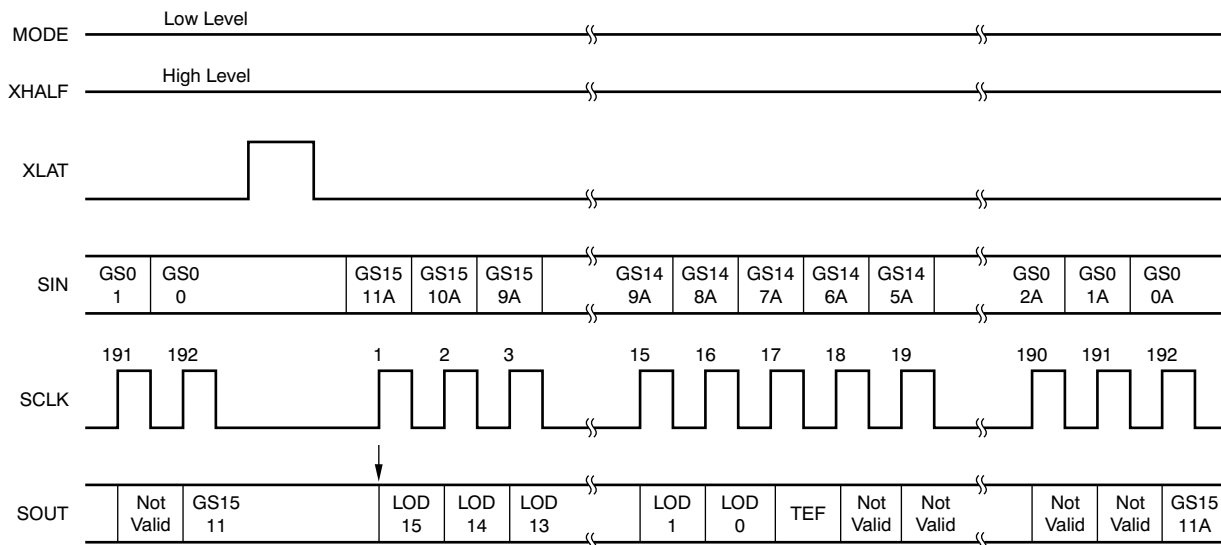 MODE
Low Level
XHALF
High Level
XLAT
SIN
GS0
1
GS0
0
GS15
11A
GS15
10A
GS15
9A
GS14
9A
GS14
8A
GS14
7A
GS14
6A
GS14
5A
GS0
2A
GS0
1A
GS0
0A
SCLK
191 192 1 2 3 15 16 17 18 19 190 191 192
SOUT
Not
Valid
GS15
11
LOD
15
LOD
14
LOD
13
LOD
1
LOD
0
TEF
Not
Valid
Not
Valid
Not
Valid
Not
Valid
GS15
11A